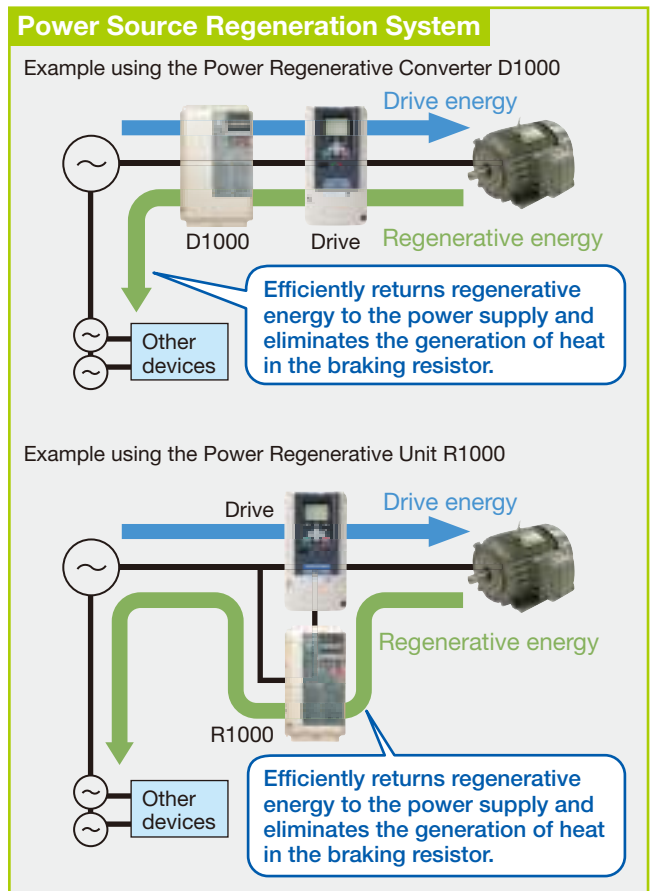 Power Source Regeneration System
Example using the Power Regenerative Converter D1000
Drive energy
D1000
Drive
Regenerative energy
Efficiently returns regenerative
energy to the power supply and
eliminates the generation of heat
in the braking resistor.
Other
devices
Example using the Power Regenerative Unit R1000
Drive
Drive energy
Regenerative energy
R1000
Efficiently returns regenerative
energy to the power supply and
eliminates the generation of heat
in the braking resistor.
Other
devices